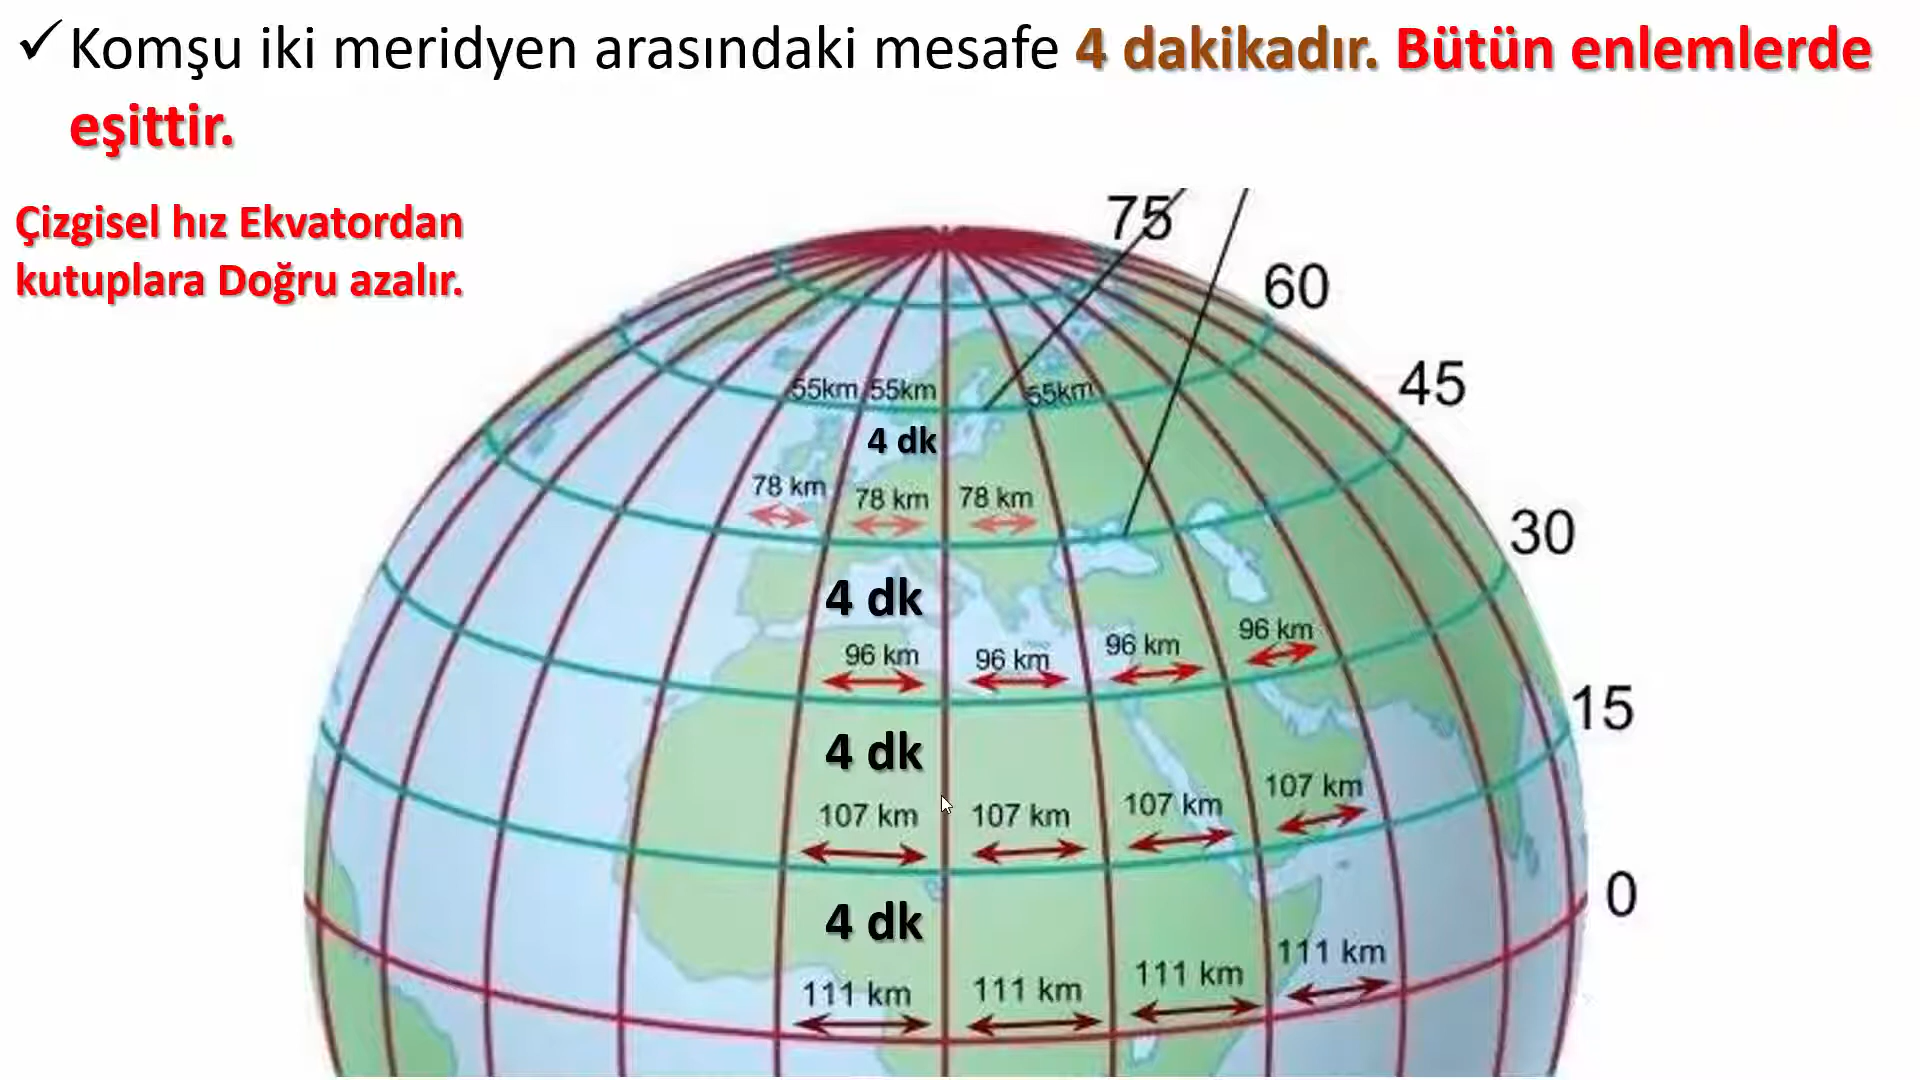 ✓ Komşu iki meridyen arasındaki mesafe 4 dakikadır. Bütün enlemlerde
eşittir.
Çizgisel hız Ekvatordan
kutuplara Doğru azalır.
75
60
45
30
15
0
55km 55km 55km
4 dk
78 km 78 km 78 km
4 dk
96 km 96 km 96 km 96 km
4 dk
107 km 107 km 107 km 107 km
4 dk
111 km 111 km 111 km 111 km